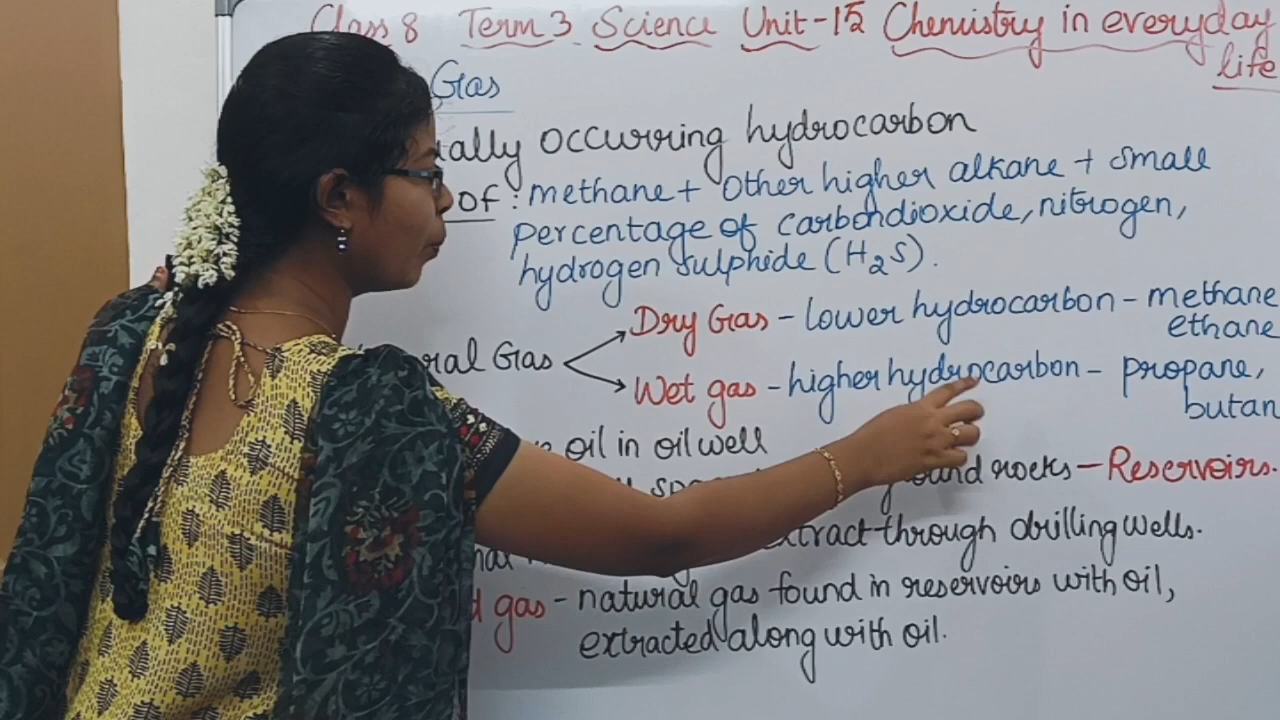 Class 8 Term 3 Science Unit - 15 Chemistry in everyday
life
Gas
ally occurring hydrocarbon
of : methane + Other higher alkane + small
percentage of carbondioxide, nitrogen,
hydrogen sulphide (H2S).
Dry Gas - lower hydrocarbon - methane
ethane
ral Gas
Wet gas - higher hydrocarbon - propane,
butan
oil in oil well
rocks - Reservoirs.
xtract through drilling wells.
gas - natural gas found in reservoirs with oil,
extracted along with oil.